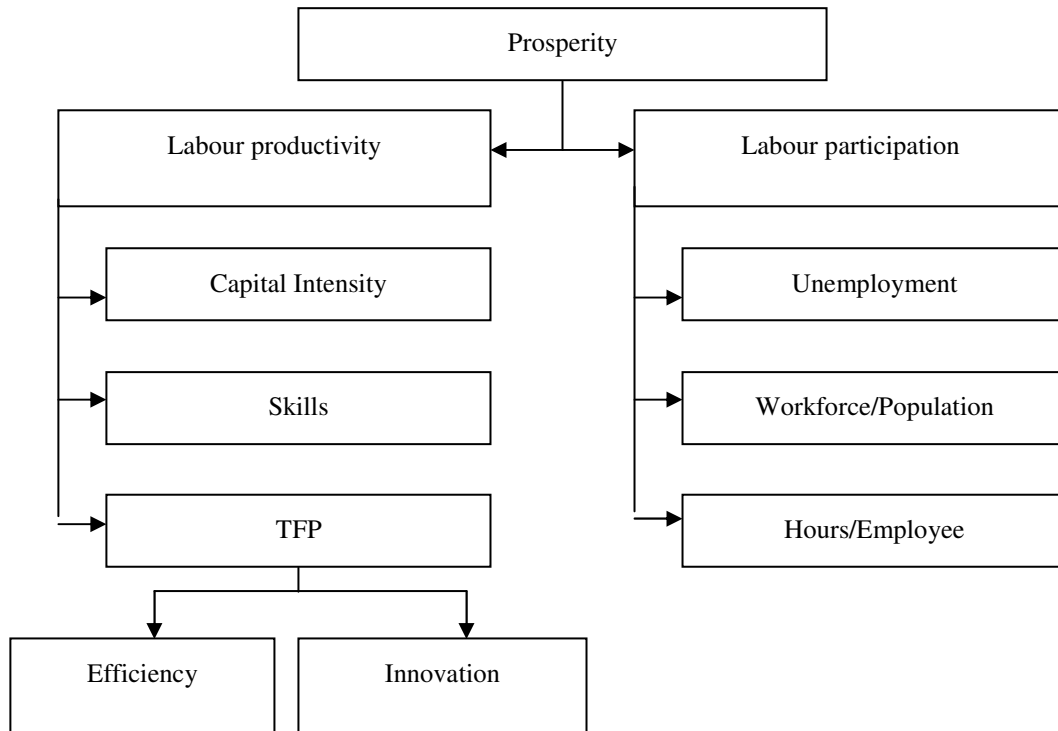 Prosperity
Labour productivity
Labour participation
Capital Intensity
Unemployment
Skills
Workforce/Population
TFP
Hours/Employee
Efficiency
Innovation